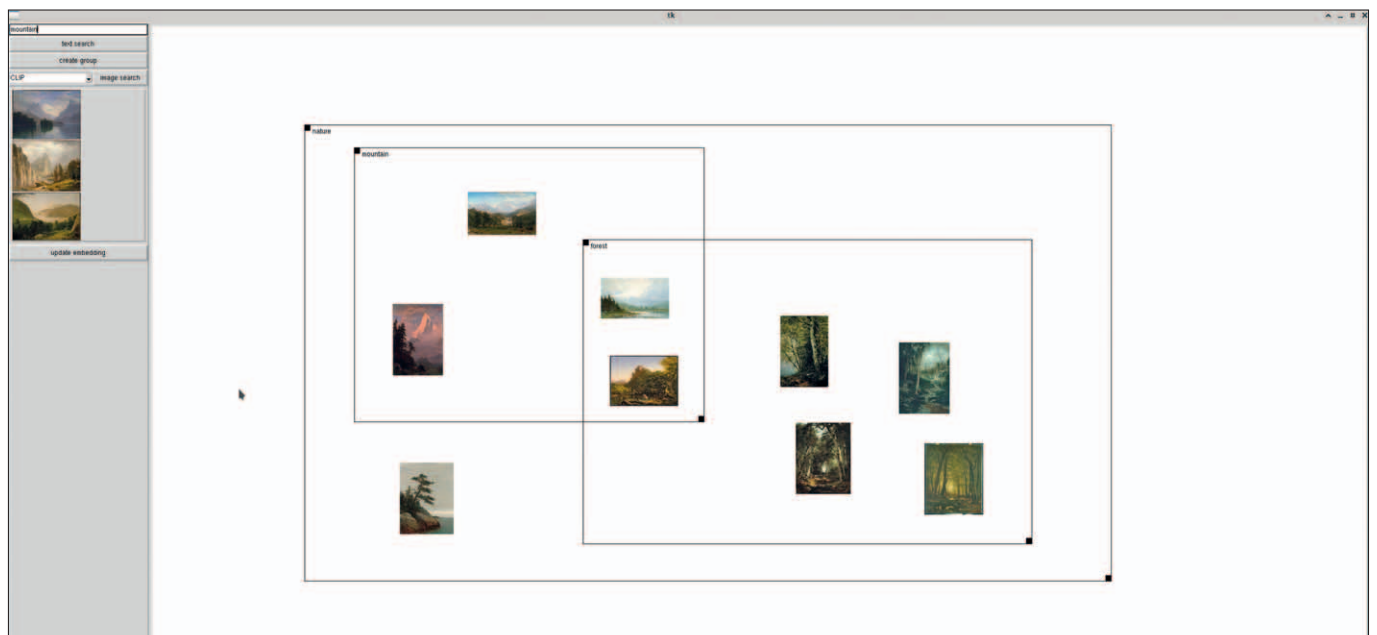 tk
mountain
text search
create group
CLIP
image search
update embedding
nature
mountain
forest